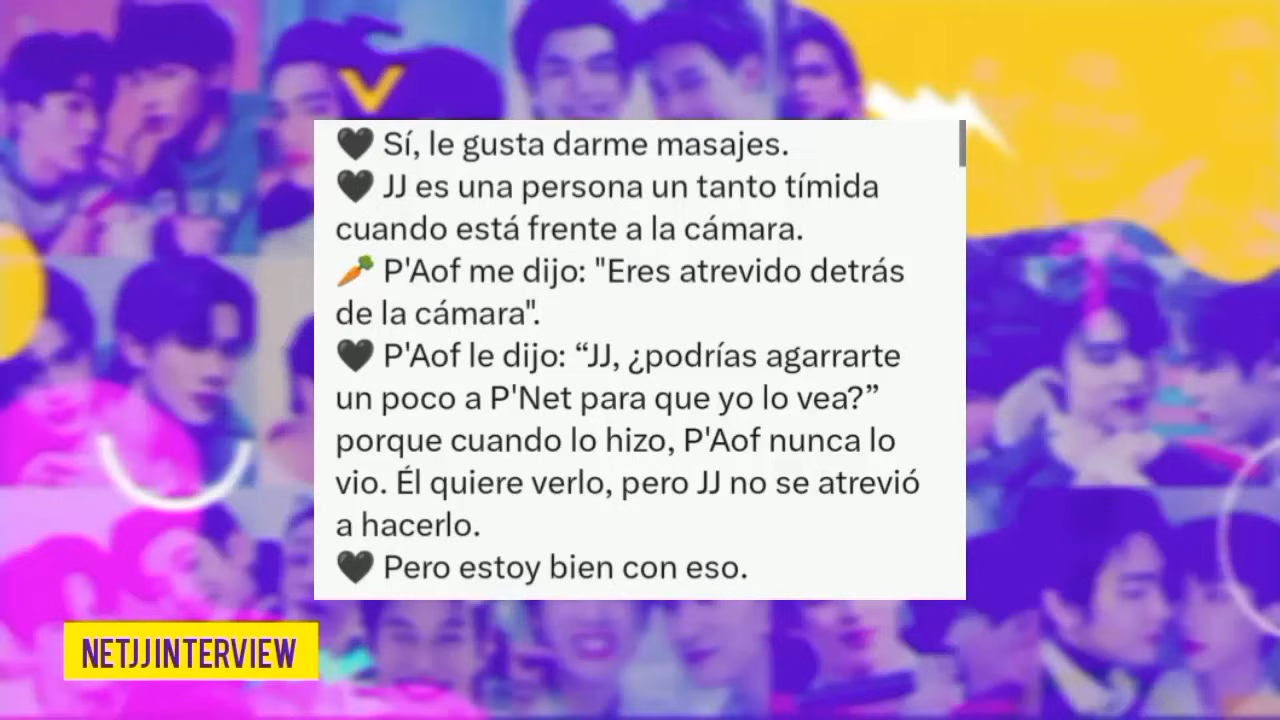 🖤 Sí, le gusta darme masajes.
🖤 JJ es una persona un tanto tímida
cuando está frente a la cámara.
🥕 P'Aof me dijo: "Eres atrevido detrás
de la cámara".
🖤 P'Aof le dijo: “JJ, ¿podrías agarrarte
un poco a P'Net para que yo lo vea?”
porque cuando lo hizo, P'Aof nunca lo
vio. Él quiere verlo, pero JJ no se atrevió
a hacerlo.
🖤 Pero estoy bien con eso.
NETJJINTERVIEW